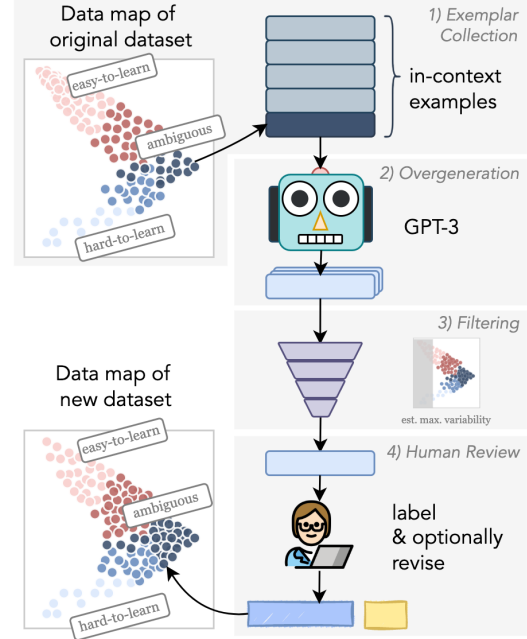 Data map of
original dataset
easy-to-learn
ambiguous
hard-to-learn
1) Exemplar
Collection
in-context
examples
2) Overgeneration
GPT-3
3) Filtering
est. max. variability
Data map of
new dataset
easy-to-learn
ambiguous
hard-to-learn
4) Human Review
label
& optionally
revise